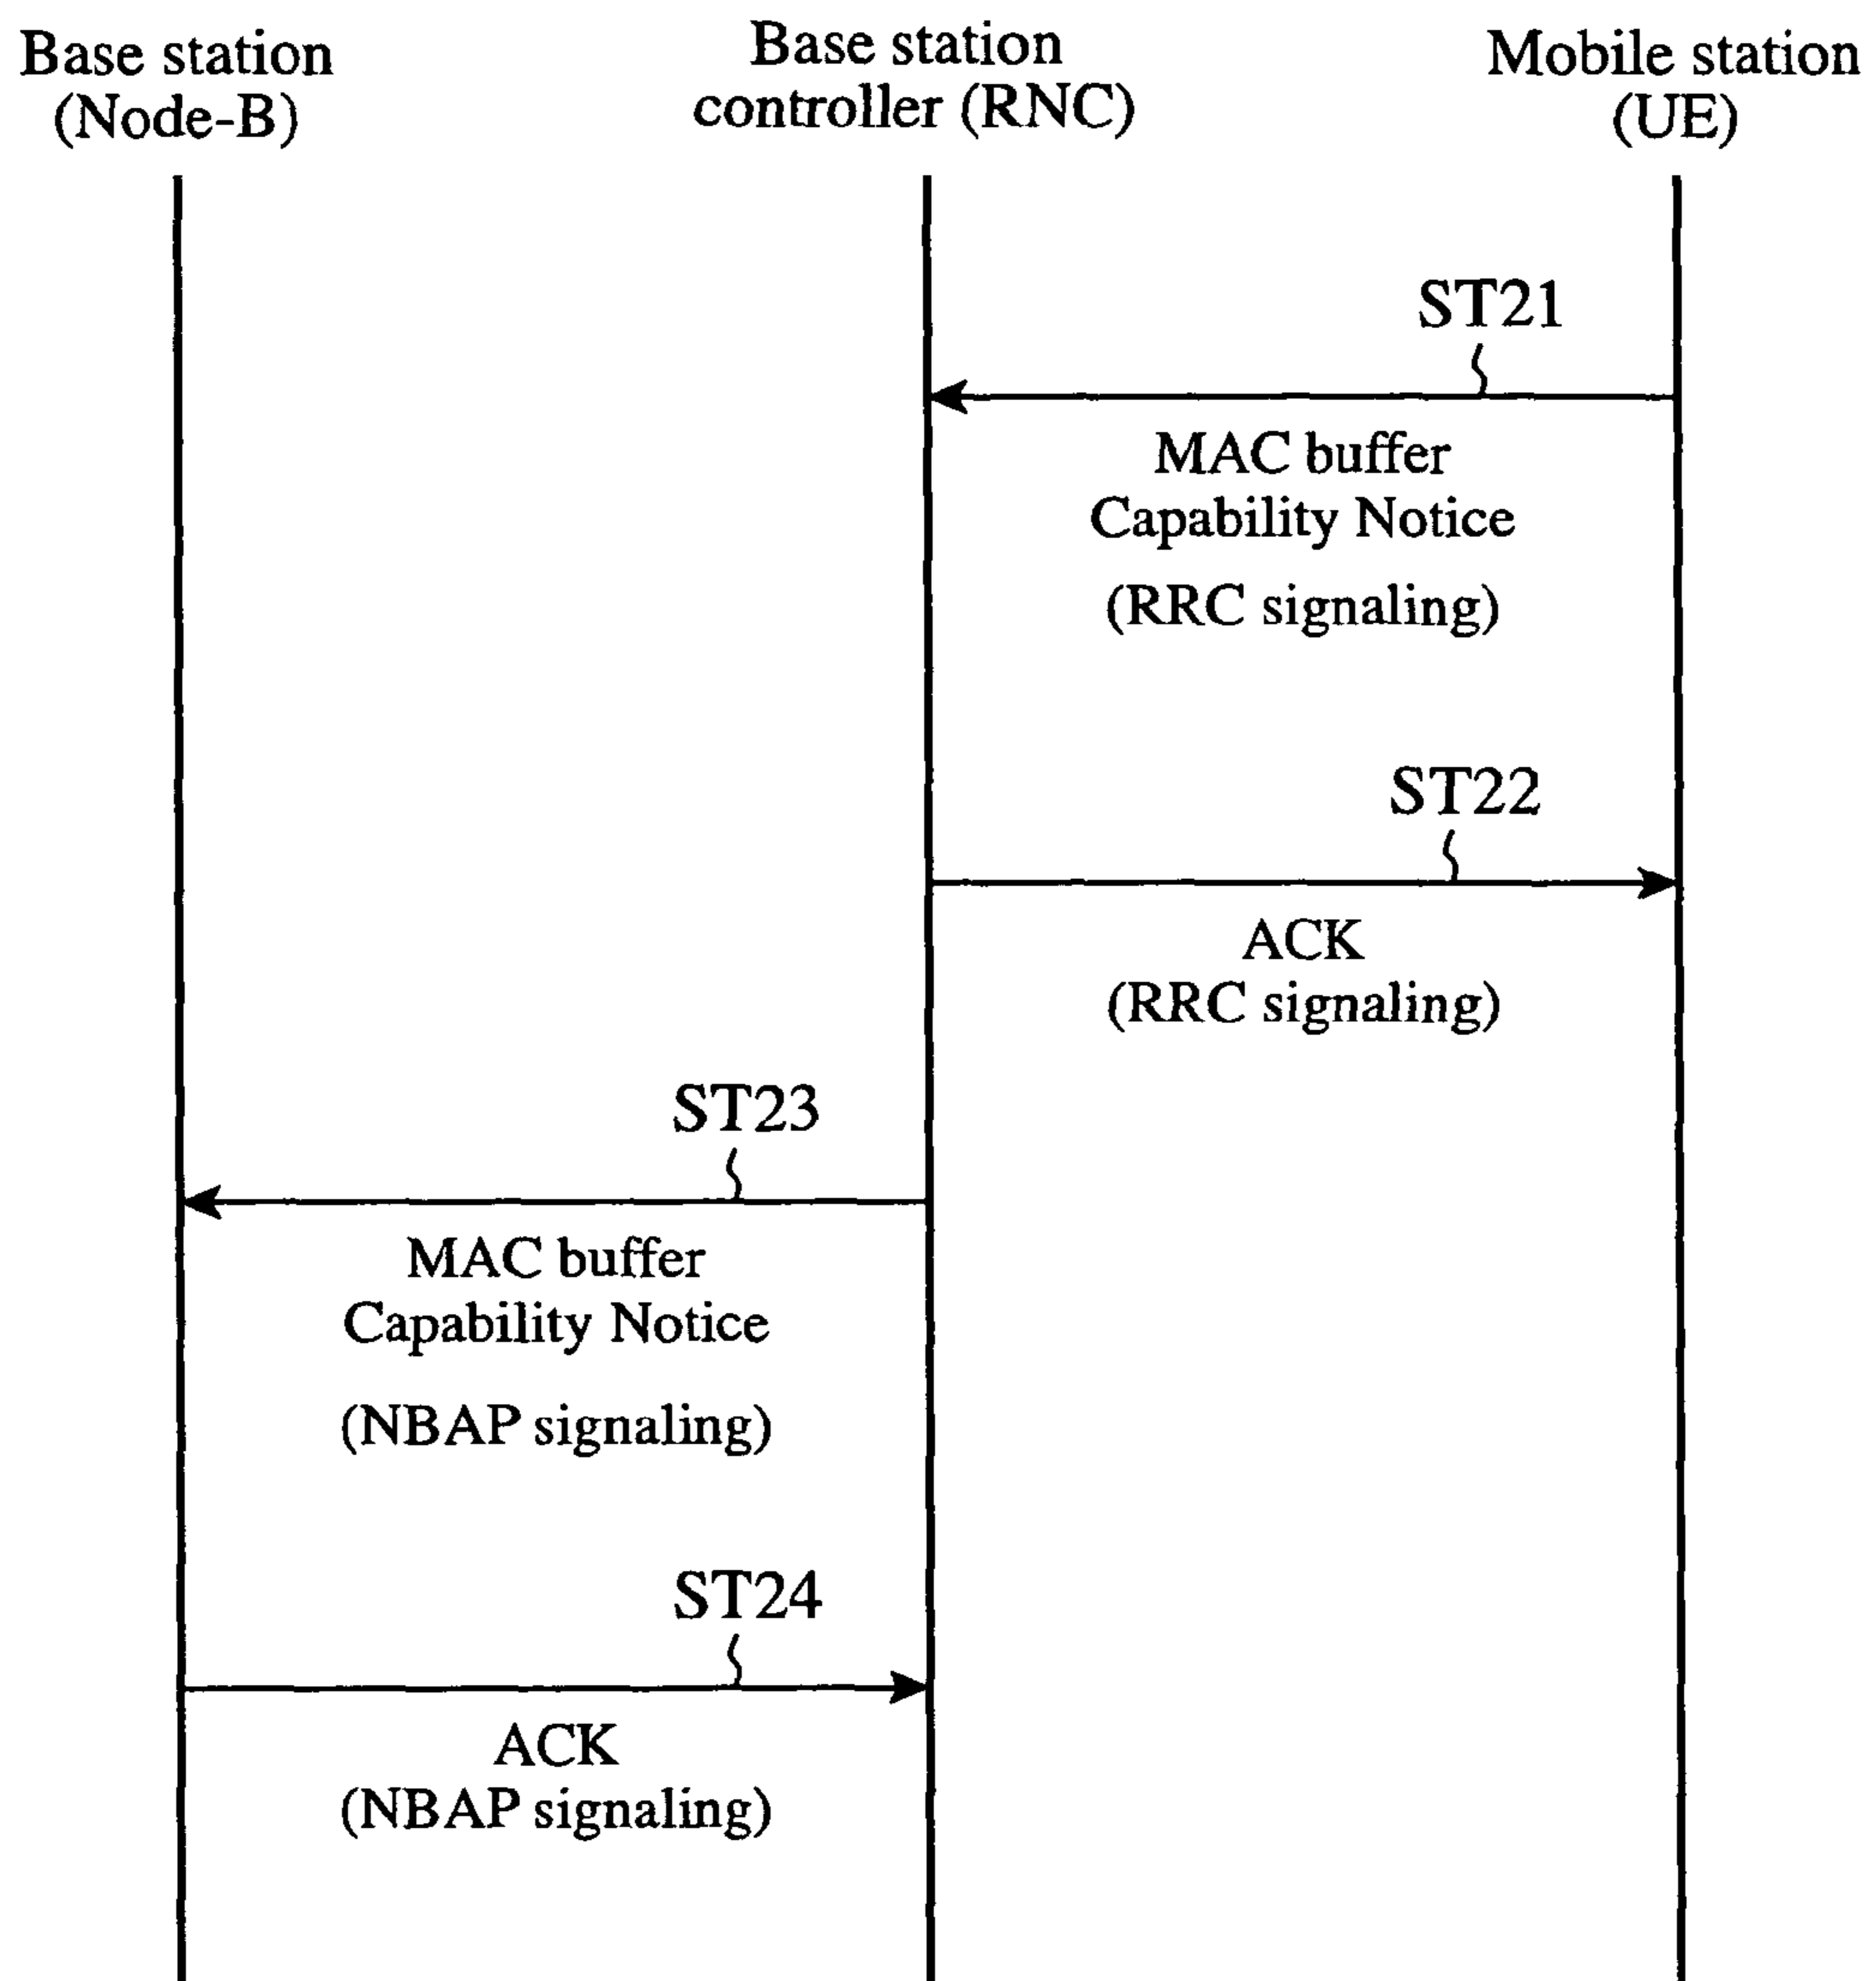 Base station
(Node-B)
Base station
controller (RNC)
Mobile station
(UE)
ST21
MAC buffer
Capability Notice
(RRC signaling)
ST22
ACK
(RRC signaling)
ST23
MAC buffer
Capability Notice
(NBAP signaling)
ST24
ACK
(NBAP signaling)